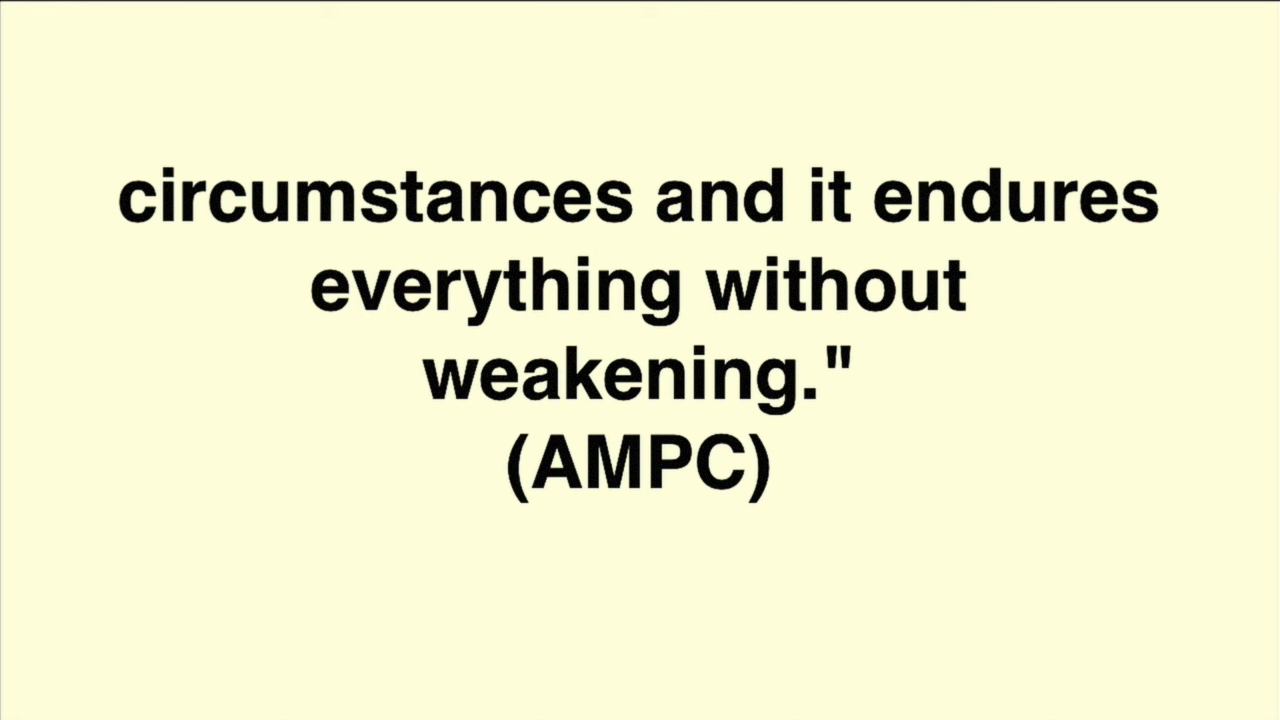 circumstances and it endures
everything without
weakening."
(AMPC)